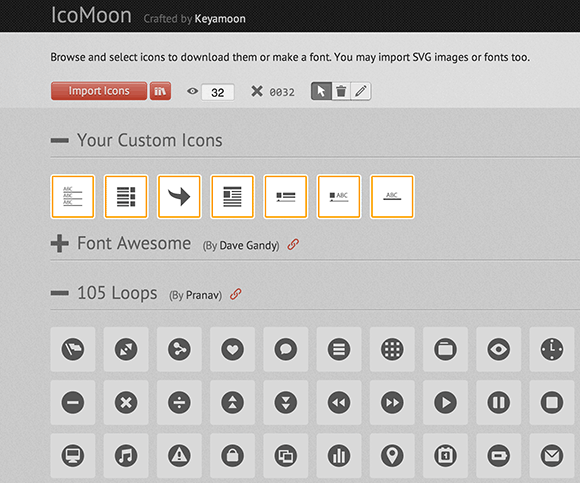 IcoMoon Crafted by Keyamoon
Browse and select icons to download them or make a font. You may import SVG images or fonts too.
Import Icons 32 0032
Your Custom Icons
ABC
ABC
ABC
ABC
ABC
Font Awesome (By Dave Gandy)
105 Loops (By Pranav)